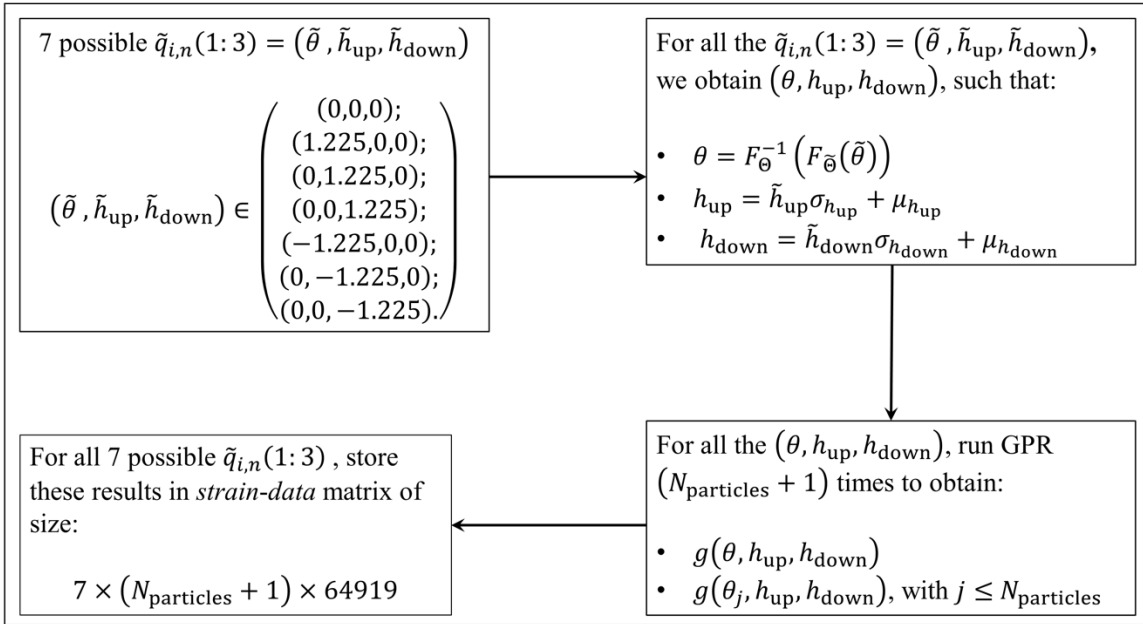 7 possible q̃ᵢ,ₙ(1: 3) = (θ̃ , h̃_up, h̃_down)
(θ̃ , h̃_up, h̃_down) ∈
(0,0,0);
(1.225,0,0);
(0,1.225,0);
(0,0,1.225);
(−1.225,0,0);
(0, −1.225,0);
(0,0, −1.225).
For all the q̃ᵢ,ₙ(1: 3) = (θ̃ , h̃_up, h̃_down),
we obtain (θ, h_up, h_down), such that:
• θ = F_Θ^{−1} (F_Θ̃(θ̃))
• h_up = h̃_up σ_{h_up} + μ_{h_up}
• h_down = h̃_down σ_{h_down} + μ_{h_down}
For all the (θ, h_up, h_down), run GPR
(N_particles + 1) times to obtain:
• g(θ, h_up, h_down)
• g(θ_j, h_up, h_down), with j ≤ N_particles
For all 7 possible q̃ᵢ,ₙ(1: 3) , store
these results in strain-data matrix of
size:
7 × (N_particles + 1) × 64919